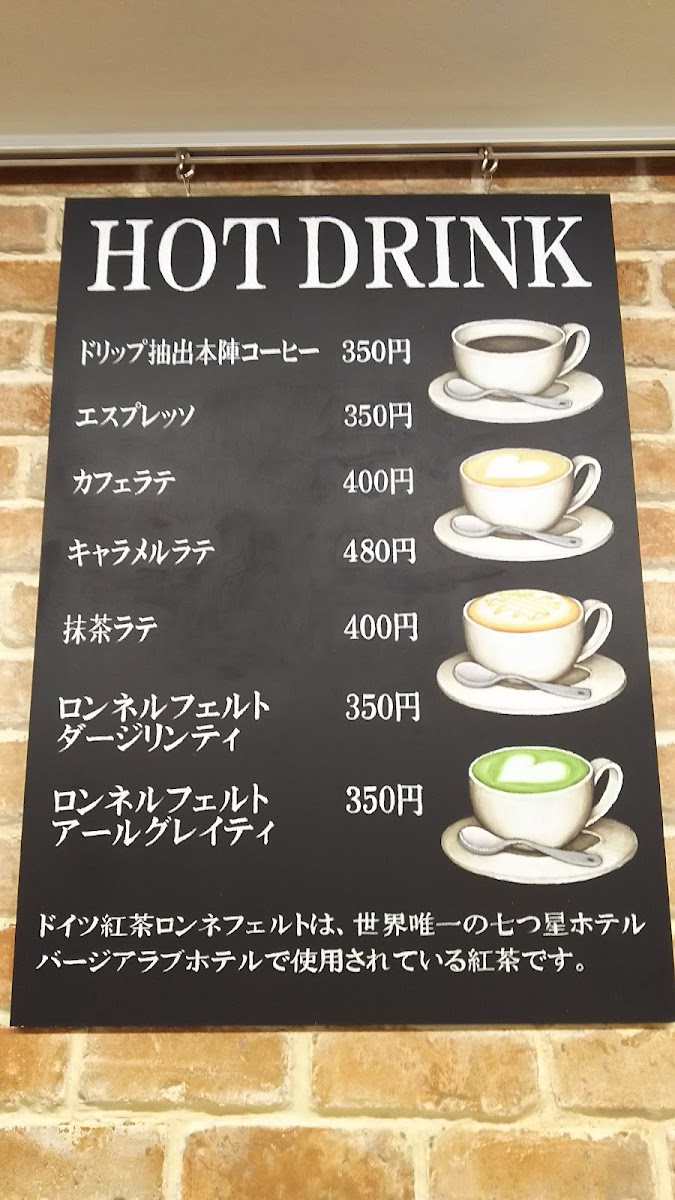 HOT DRINK
ドリップ抽出本陣コーヒー 350円
エスプレッソ 350円
カフェラテ 400円
キャラメルラテ 480円
抹茶ラテ 400円
ロンネルフェルト 350円
ダージリンティ
ロンネルフェルト 350円
アールグレイティ
ドイツ紅茶ロンネフェルトは、世界唯一の七つ星ホテル
バージアラブホテルで使用されている紅茶です。